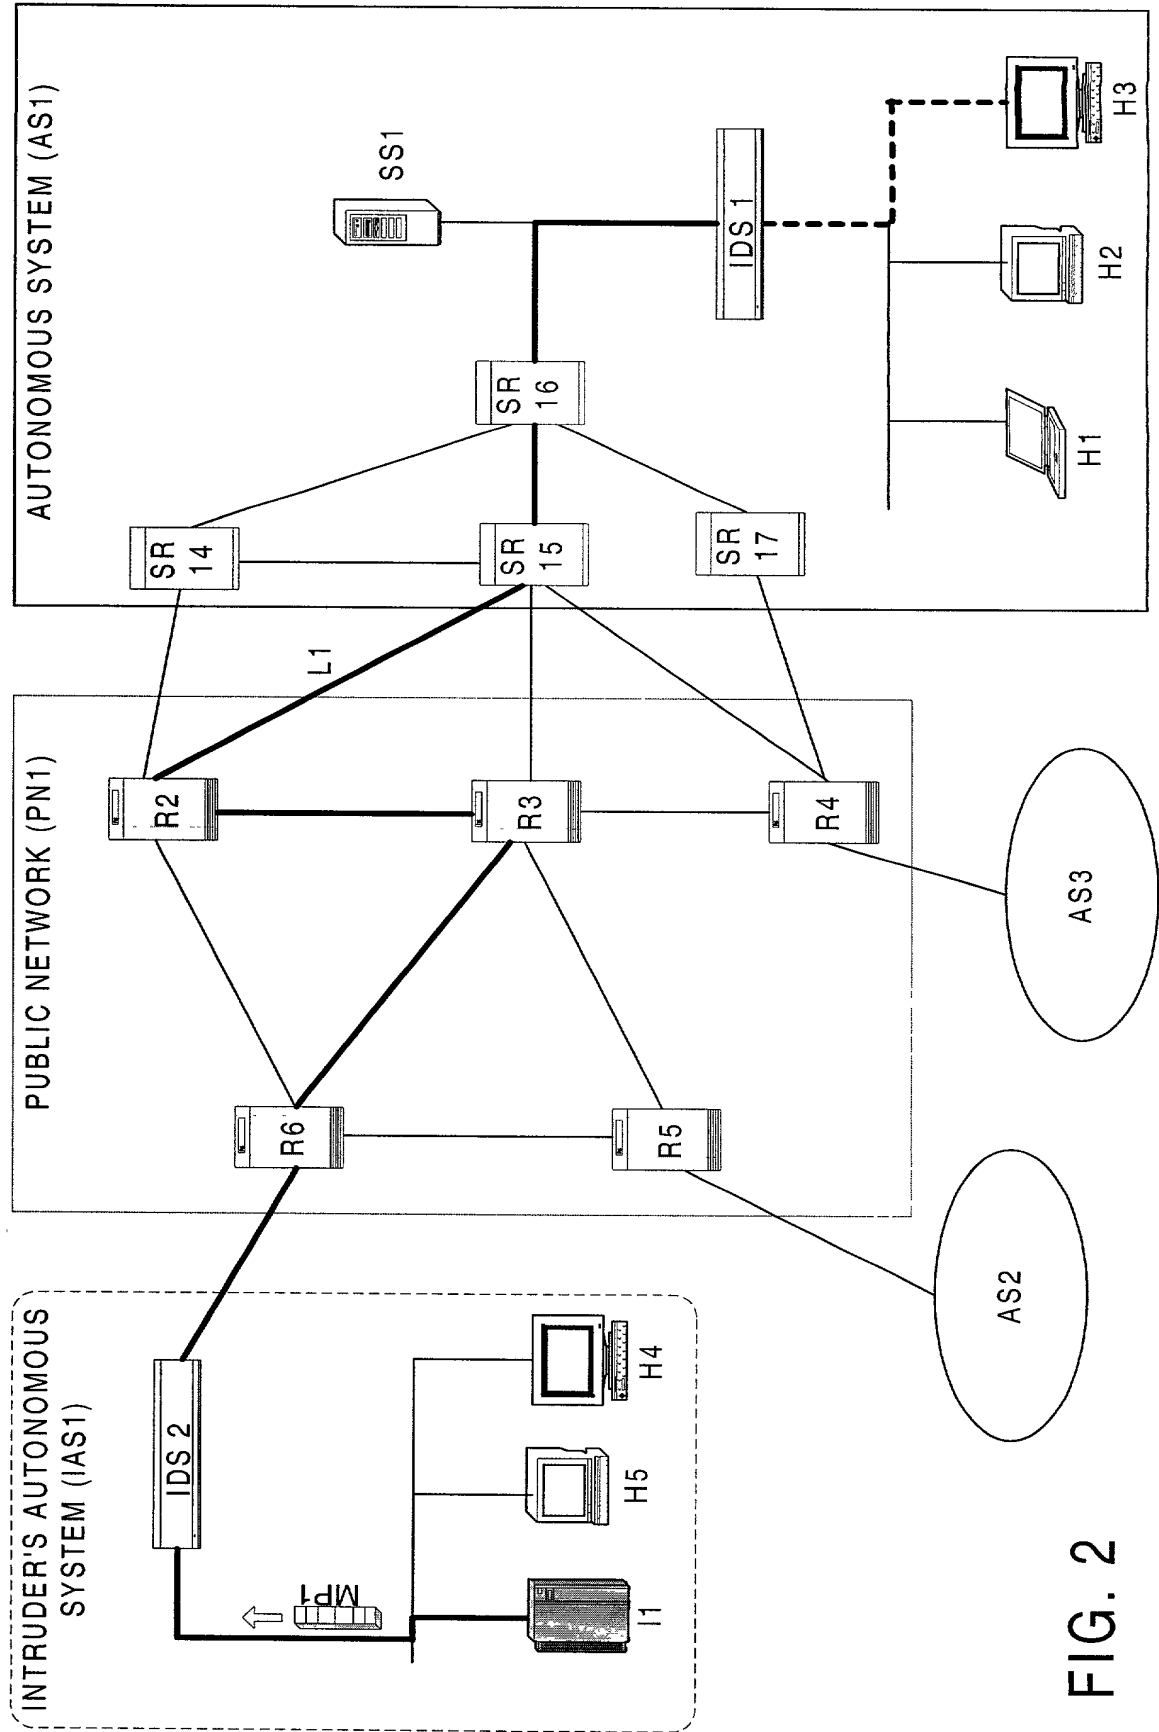 INTRUDER'S AUTONOMOUS
SYSTEM (IAS1)
IDS 2
MP1
I1
H5
H4
PUBLIC NETWORK (PN1)
R6
R5
R2
R3
R4
AS2
AS3
L1
AUTONOMOUS SYSTEM (AS1)
SR
14
SR
15
SR
17
SR
16
SS1
IDS 1
H1
H2
H3
FIG. 2